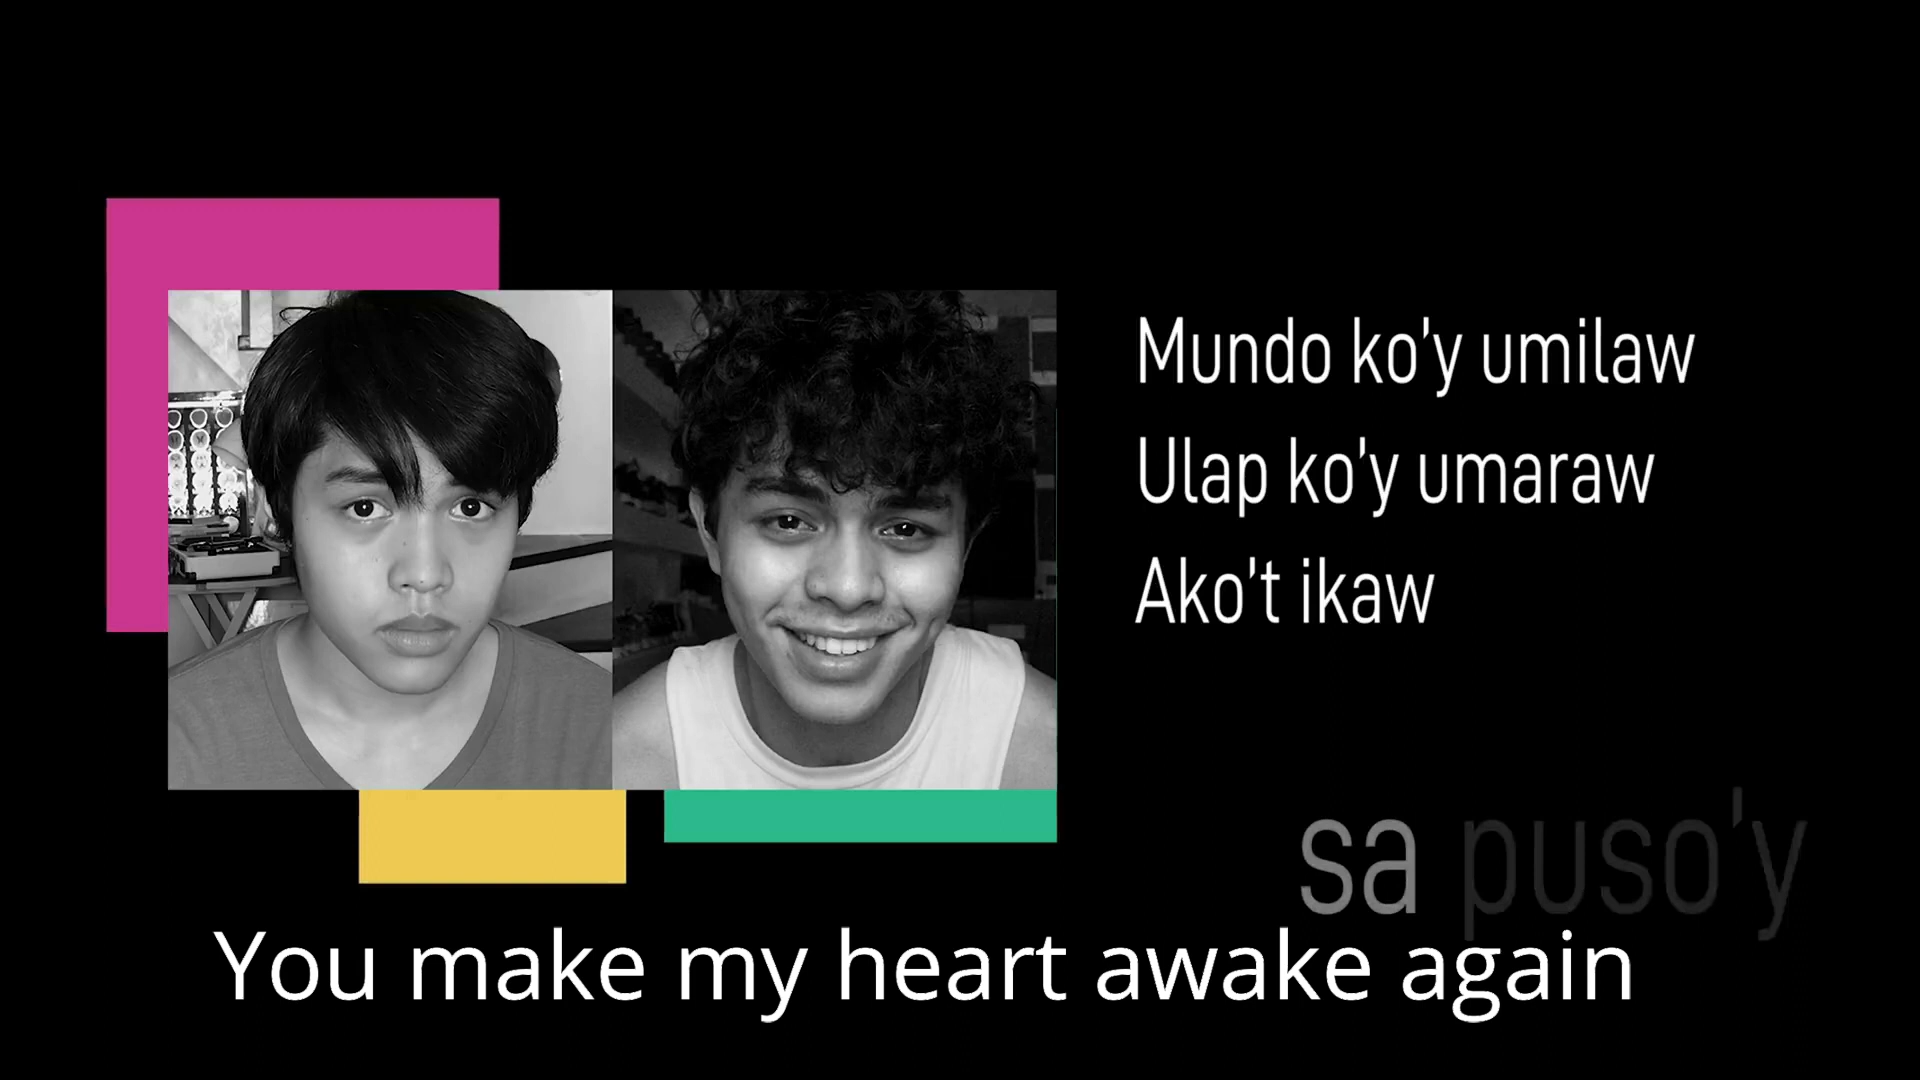 Mundo ko'y umilaw
Ulap ko'y umaraw
Ako't ikaw
sa puso'y
You make my heart awake again